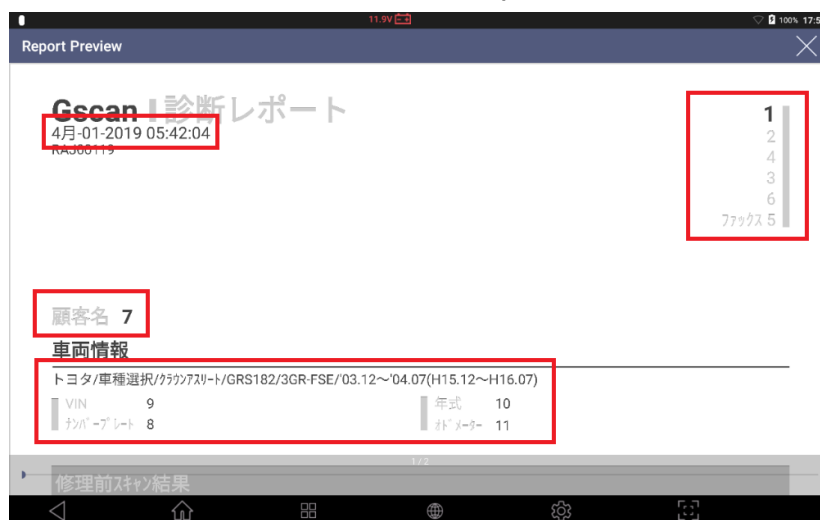 11.9V
100% 17:5
Report Preview
Gscan 診断レポート
4月-01-2019 05:42:04
RAJ00119
1
2
4
3
6
ファックス 5
顧客名 7
車両情報
トヨタ/車種選択/クラウンアスリート/GRS182/3GR-FSE/'03.12~'04.07(H15.12~H16.07)
VIN 9 年式 10
ナンバープレート 8 オドメーター 11
1/2
修理前スキャン結果